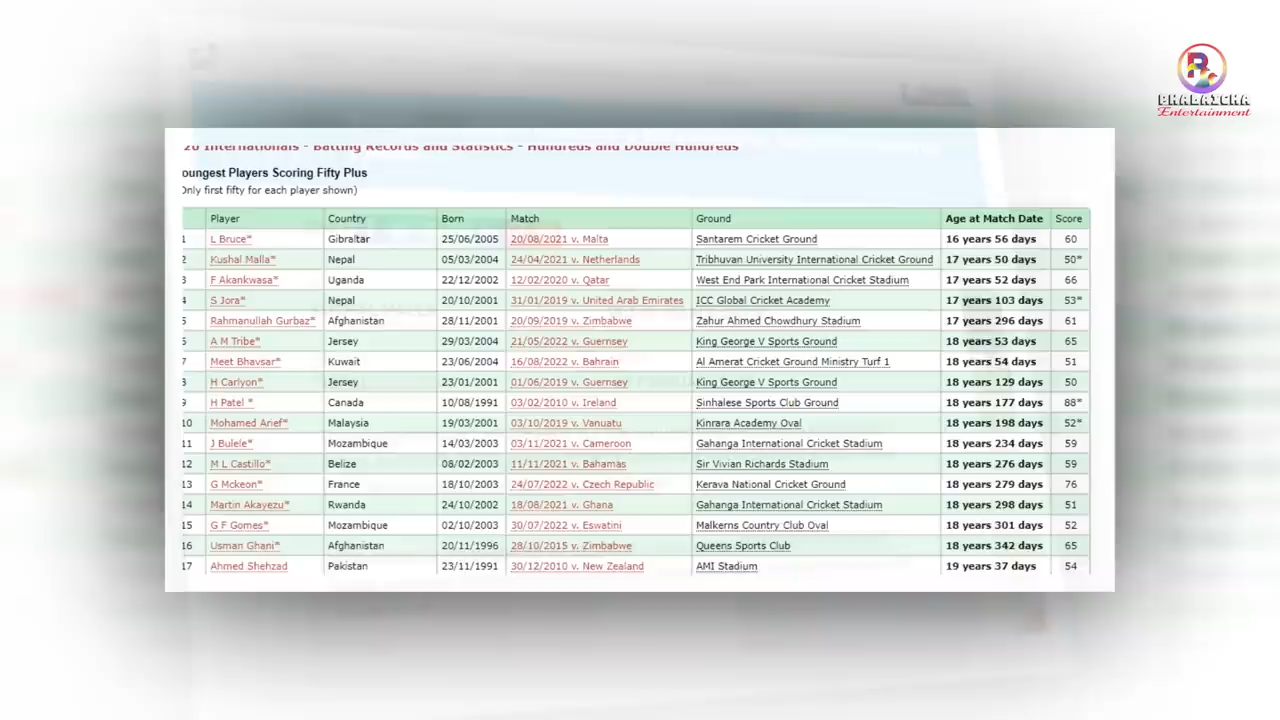 BHADAICHA
Entertainment
20 Internationals - Batting Records and Statistics - Hundreds and Double Hundreds
oungest Players Scoring Fifty Plus
Only first fifty for each player shown)
Player Country Born Match Ground Age at Match Date Score
1 L Bruce* Gibraltar 25/06/2005 20/08/2021 v. Malta Santarem Cricket Ground 16 years 56 days 60
2 Kushal Malla* Nepal 05/03/2004 24/04/2021 v. Netherlands Tribhuvan University International Cricket Ground 17 years 50 days 50*
3 F Akankwasa* Uganda 22/12/2002 12/02/2020 v. Qatar West End Park International Cricket Stadium 17 years 52 days 66
4 S Jora* Nepal 20/10/2001 31/01/2019 v. United Arab Emirates ICC Global Cricket Academy 17 years 103 days 53*
5 Rahmanullah Gurbaz* Afghanistan 28/11/2001 20/09/2019 v. Zimbabwe Zahur Ahmed Chowdhury Stadium 17 years 296 days 61
6 A M Tribe* Jersey 29/03/2004 21/05/2022 v. Guernsey King George V Sports Ground 18 years 53 days 65
7 Meet Bhavsar* Kuwait 23/06/2004 16/08/2022 v. Bahrain Al Amerat Cricket Ground Ministry Turf 1 18 years 54 days 51
8 H Carlyon* Jersey 23/01/2001 01/06/2019 v. Guernsey King George V Sports Ground 18 years 129 days 50
9 H Patel * Canada 10/08/1991 03/02/2010 v. Ireland Sinhalese Sports Club Ground 18 years 177 days 88*
10 Mohamed Arief* Malaysia 19/03/2001 03/10/2019 v. Vanuatu Kinrara Academy Oval 18 years 198 days 52*
11 J Bulele* Mozambique 14/03/2003 03/11/2021 v. Cameroon Gahanga International Cricket Stadium 18 years 234 days 59
12 M L Castillo* Belize 08/02/2003 11/11/2021 v. Bahamas Sir Vivian Richards Stadium 18 years 276 days 59
13 G Mckeon* France 18/10/2003 24/07/2022 v. Czech Republic Kerava National Cricket Ground 18 years 279 days 76
14 Martin Akayezu* Rwanda 24/10/2002 18/08/2021 v. Ghana Gahanga International Cricket Stadium 18 years 298 days 51
15 G F Gomes* Mozambique 02/10/2003 30/07/2022 v. Eswatini Malkerns Country Club Oval 18 years 301 days 52
16 Usman Ghani* Afghanistan 20/11/1996 28/10/2015 v. Zimbabwe Queens Sports Club 18 years 342 days 65
17 Ahmed Shehzad Pakistan 23/11/1991 30/12/2010 v. New Zealand AMI Stadium 19 years 37 days 54